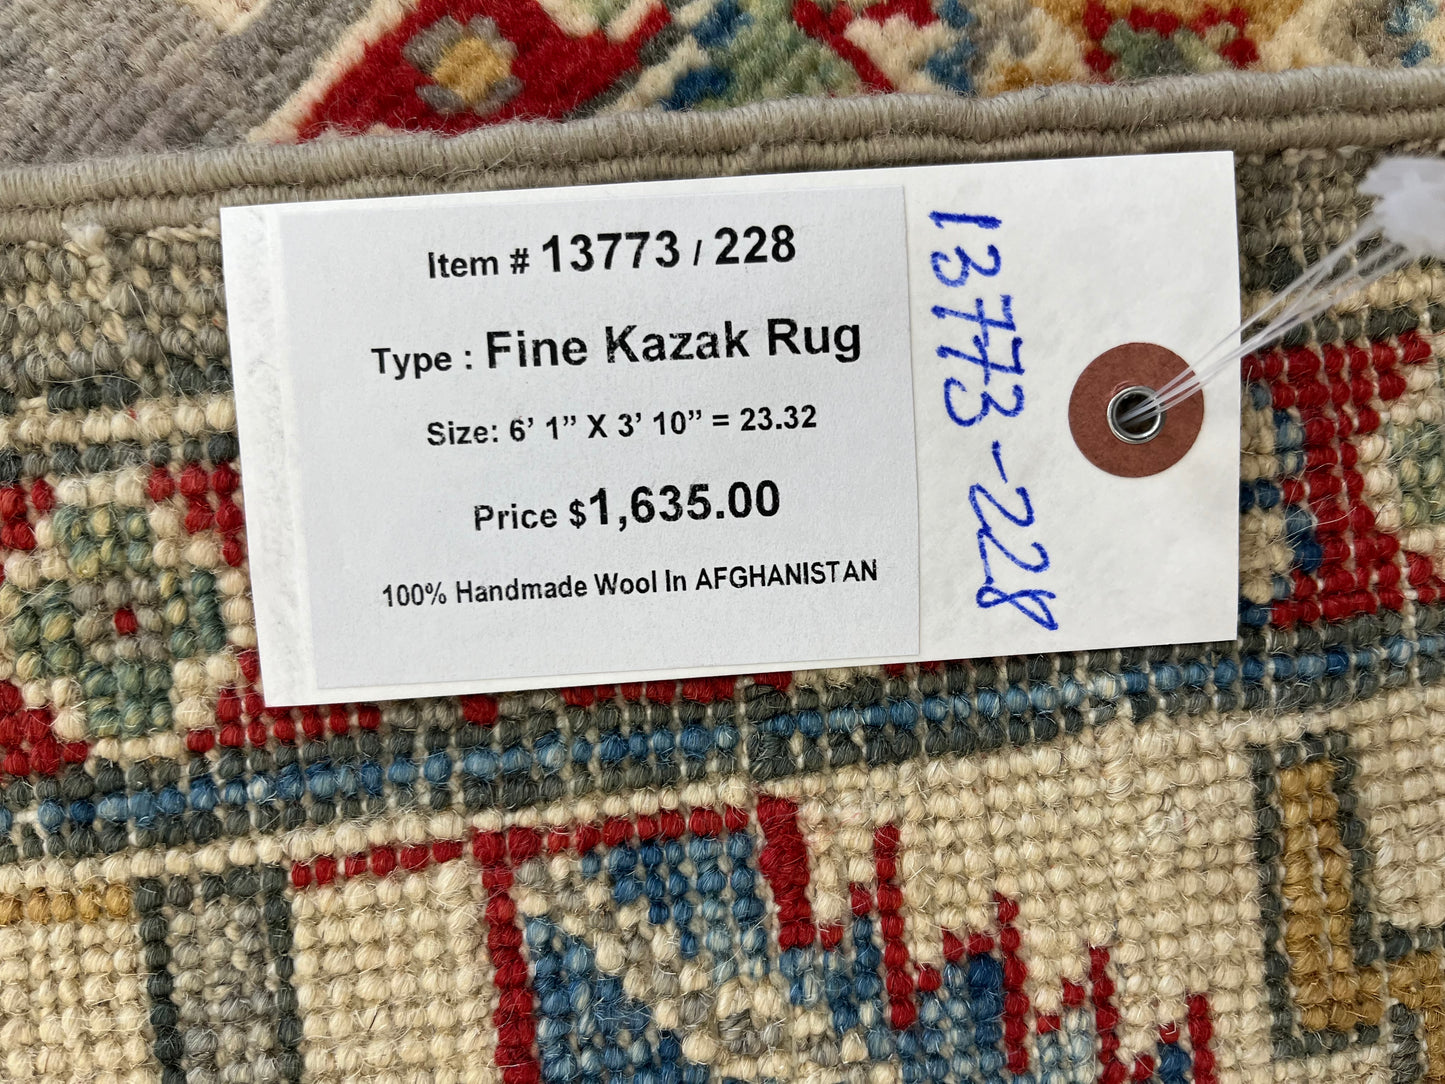 Item # 13773 / 228
Type : Fine Kazak Rug
Size: 6’ 1” X 3’ 10” = 23.32
Price $1,635.00
100% Handmade Wool In AFGHANISTAN
13773-228